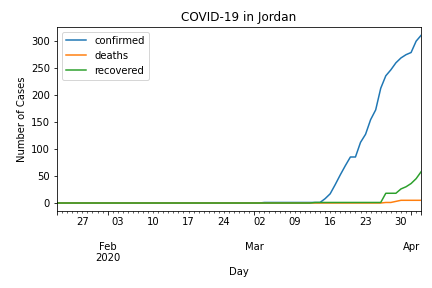 COVID-19 in Jordan
confirmed
deaths
recovered
Number of Cases
300
250
200
150
100
50
0
27 03 10 17 24 02 09 16 23 30
Feb Mar Apr
2020
Day